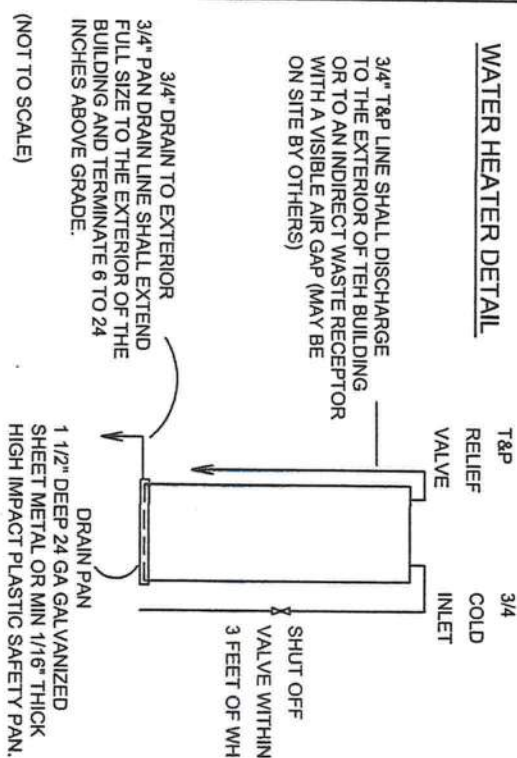 WATER HEATER DETAIL
T&P
RELIEF
VALVE
3/4
COLD
INLET
3/4" T&P LINE SHALL DISCHARGE
TO THE EXTERIOR OF TEH BUILDING
OR TO AN INDIRECT WASTE RECEPTOR
WITH A VISIBLE AIR GAP (MAY BE
ON SITE BY OTHERS)
SHUT OFF
VALVE WITHIN
3 FEET OF WH
3/4" DRAIN TO EXTERIOR
3/4" PAN DRAIN LINE SHALL EXTEND
FULL SIZE TO THE EXTERIOR OF THE
BUILDING AND TERMINATE 6 TO 24
INCHES ABOVE GRADE.
DRAIN PAN
1 1/2" DEEP 24 GA GALVANIZED
SHEET METAL OR MIN 1/16" THICK
HIGH IMPACT PLASTIC SAFETY PAN.
(NOT TO SCALE)